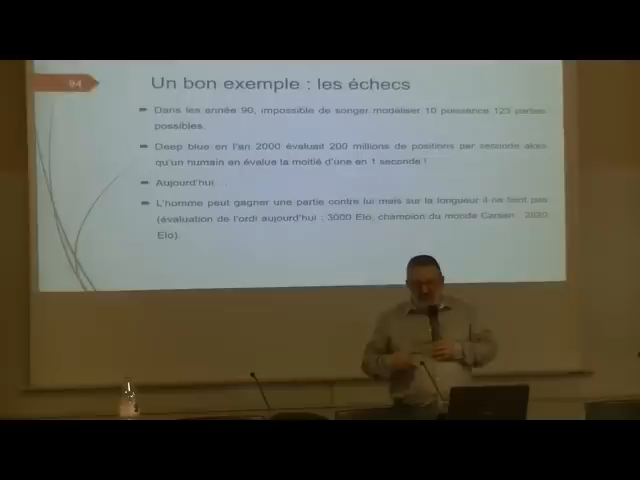 94
Un bon exemple : les échecs
Dans les année 90, impossible de songer modéliser 10 puissance 123 parties
possibles.
Deep blue en l'an 2000 évaluait 200 millions de positions par seconde alors
qu'un humain en évalue la moitié d'une en 1 seconde !
Aujourd'hui …
L'homme peut gagner une partie contre lui mais sur la longueur il ne tient pas
(évaluation de l'ordi aujourd'hui : 3000 Elo, champion du monde Carlsen : 2820
Elo).